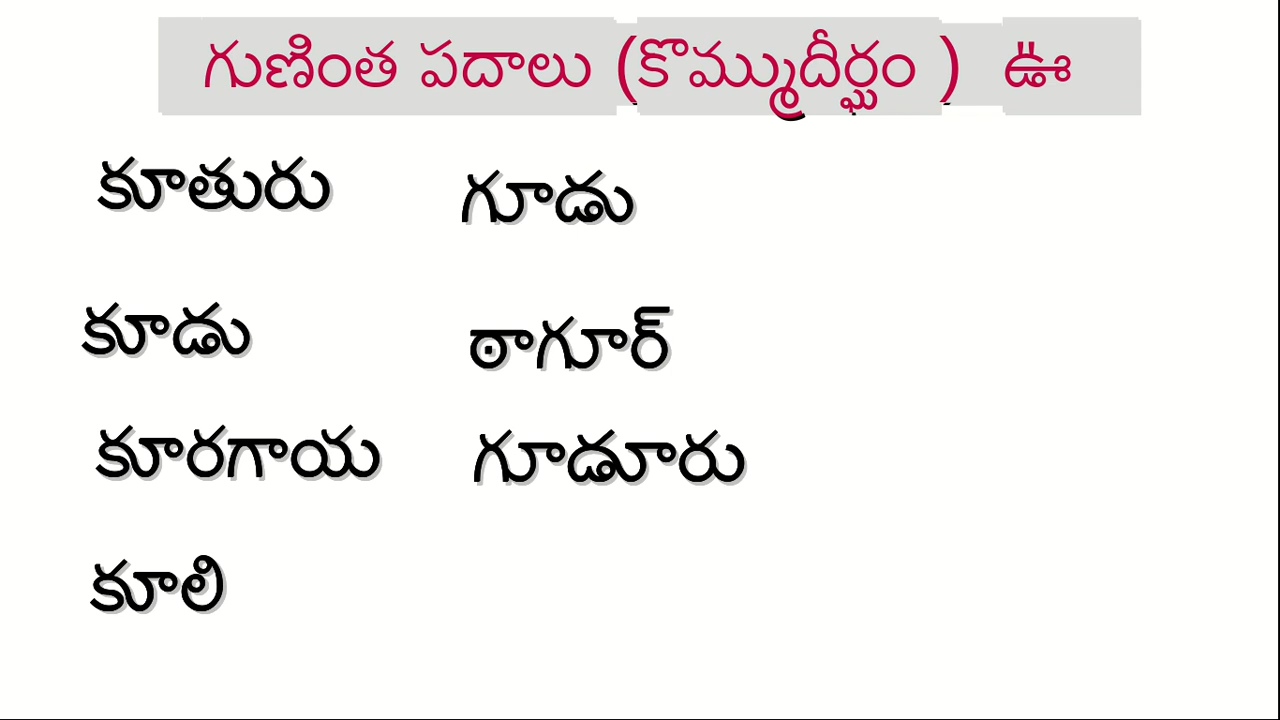 గుణింత పదాలు (కొమ్ముదీర్ఘం ) ఊ
కూతురు గూడు
కూడు ఠాగూర్
కూరగాయ గూడూరు
కూలి